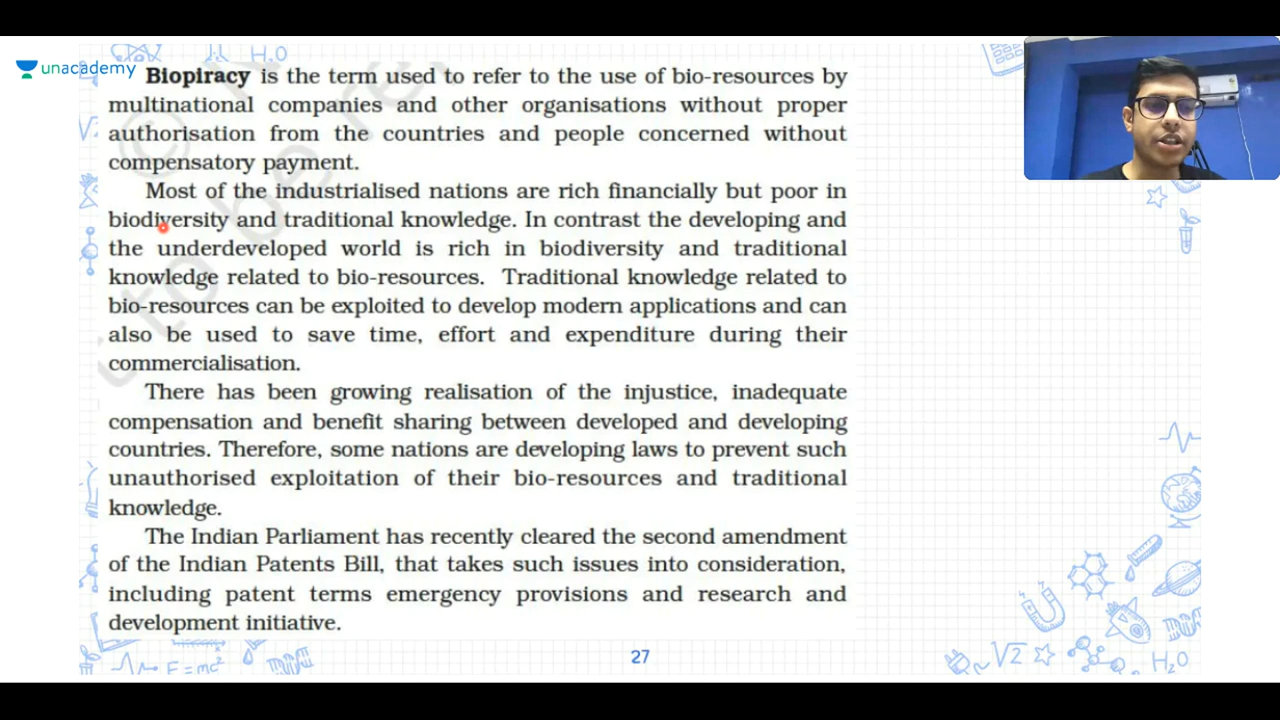 unacademy
H₂O
Biopiracy is the term used to refer to the use of bio-resources by
multinational companies and other organisations without proper
authorisation from the countries and people concerned without
compensatory payment.
Most of the industrialised nations are rich financially but poor in
biodiversity and traditional knowledge. In contrast the developing and
the underdeveloped world is rich in biodiversity and traditional
knowledge related to bio-resources. Traditional knowledge related to
bio-resources can be exploited to develop modern applications and can
also be used to save time, effort and expenditure during their
commercialisation.
There has been growing realisation of the injustice, inadequate
compensation and benefit sharing between developed and developing
countries. Therefore, some nations are developing laws to prevent such
unauthorised exploitation of their bio-resources and traditional
knowledge.
The Indian Parliament has recently cleared the second amendment
of the Indian Patents Bill, that takes such issues into consideration,
including patent terms emergency provisions and research and
development initiative.
27
F=mc²
√2
H₂O